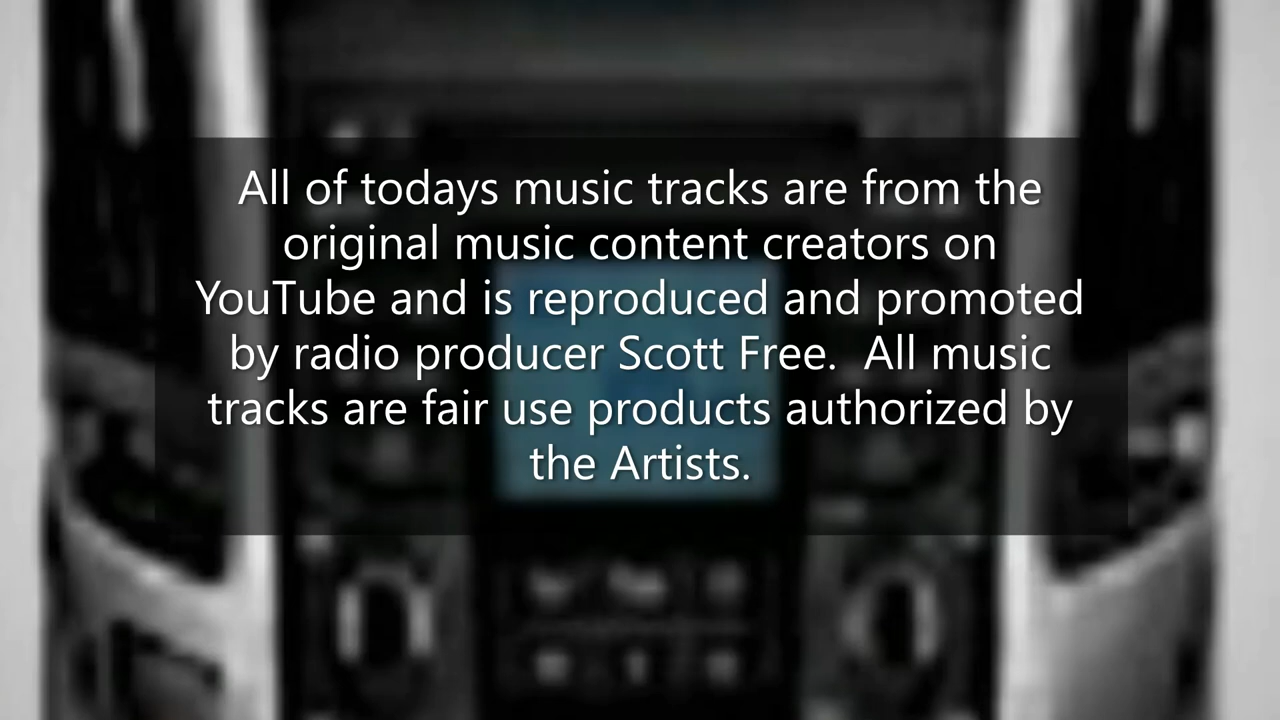 All of todays music tracks are from the
original music content creators on
YouTube and is reproduced and promoted
by radio producer Scott Free.  All music
tracks are fair use products authorized by
the Artists.